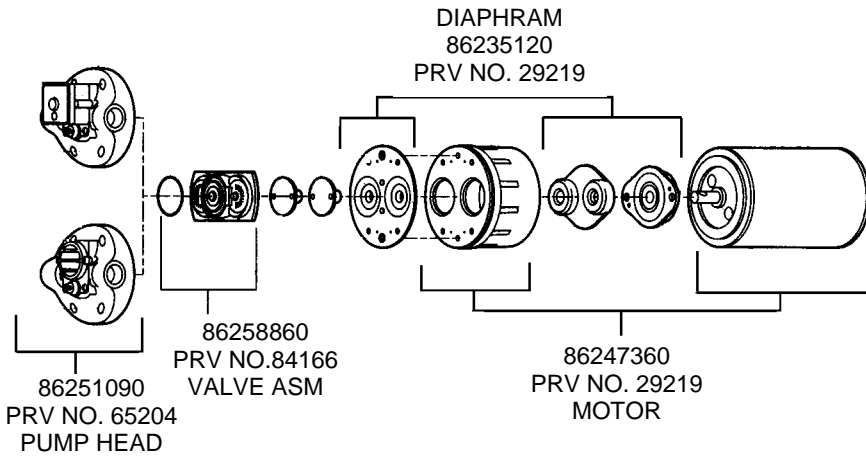 DIAPHRAM
86235120
PRV NO. 29219
86258860
PRV NO.84166
VALVE ASM
86247360
PRV NO. 29219
MOTOR
86251090
PRV NO. 65204
PUMP HEAD